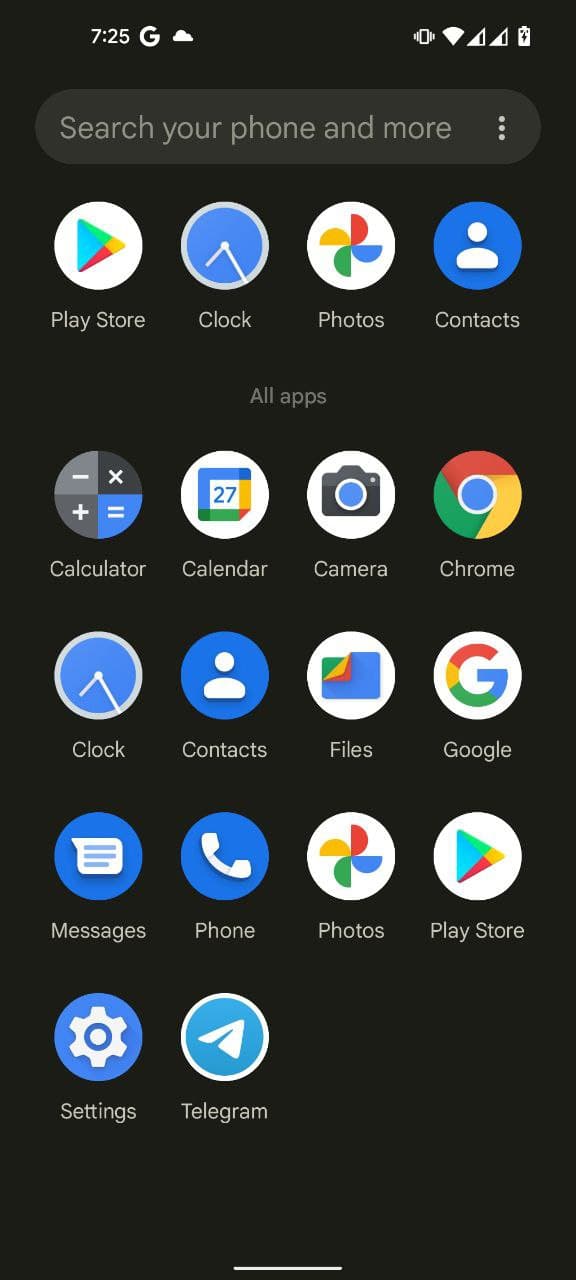 7:25
Search your phone and more
Play Store Clock Photos Contacts
All apps
Calculator Calendar Camera Chrome
Clock Contacts Files Google
Messages Phone Photos Play Store
Settings Telegram
27